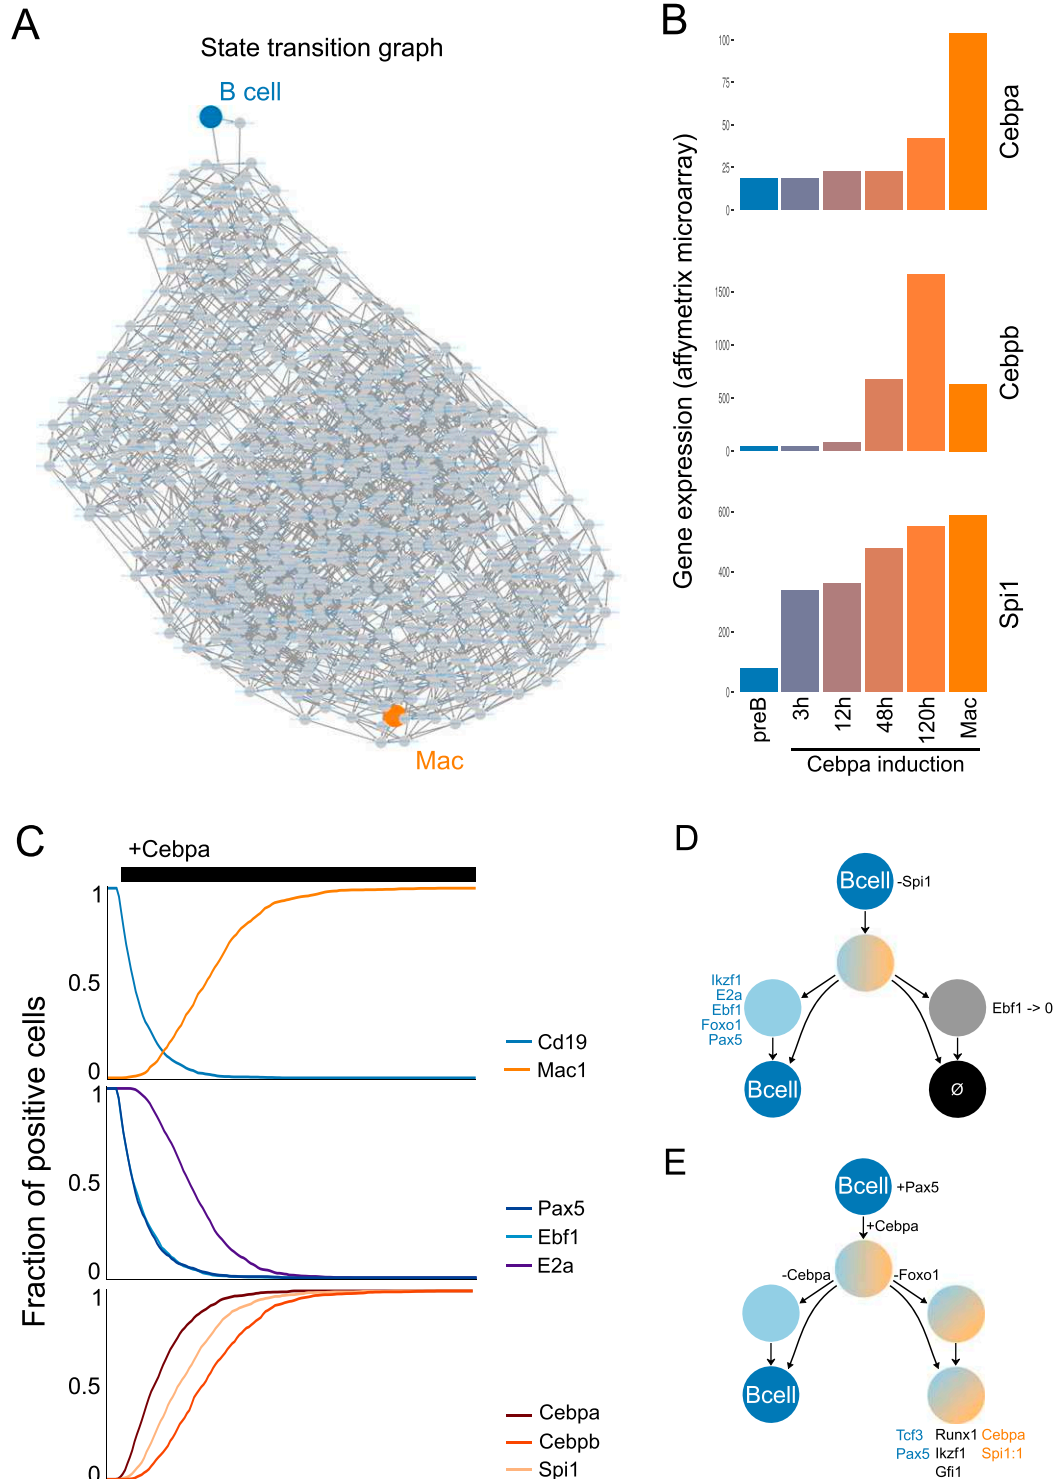 A
State transition graph
B cell
Mac
B
Gene expression (affymetrix microarray)
100
75
50
25
0
Cebpa
1500
1000
500
0
Cebpb
600
400
200
0
Spi1
preB
3h
12h
48h
120h
Mac
Cebpa induction
C
+Cebpa
Fraction of positive cells
1
0.5
0
Cd19
Mac1
1
0.5
0
Pax5
Ebf1
E2a
1
0.5
0
Cebpa
Cebpb
Spi1
D
Bcell -Spi1
Ikzf1
E2a
Ebf1
Foxo1
Pax5
Ebf1 -> 0
Bcell
Ø
E
Bcell +Pax5
+Cebpa
-Cebpa
-Foxo1
Bcell
Tcf3 Runx1 Cebpa
Pax5 Ikzf1 Spi1:1
Gfi1